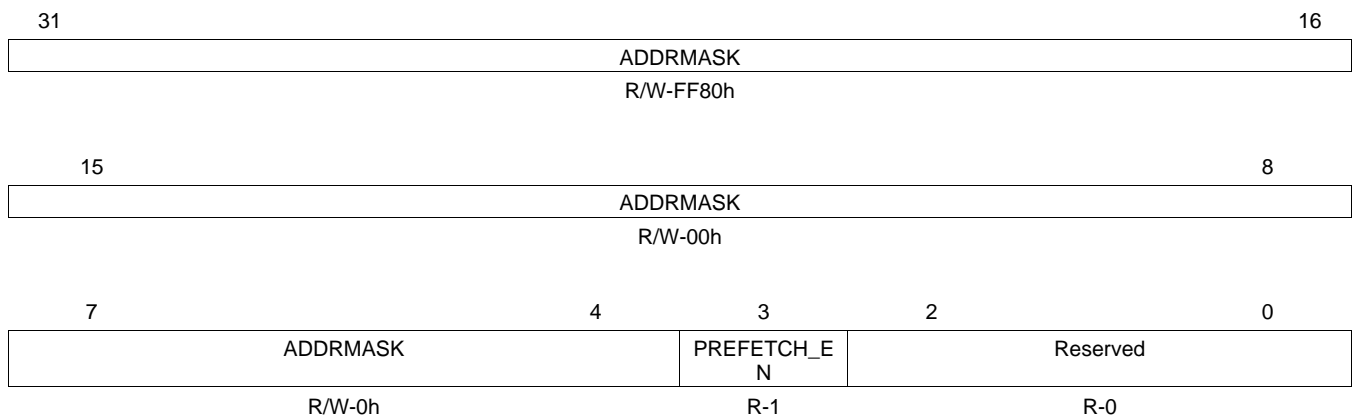 31 16
ADDRMASK
R/W-FF80h
15 8
ADDRMASK
R/W-00h
7 4 3 2 0
ADDRMASK PREFETCH_E Reserved
N
R/W-0h R-1 R-0